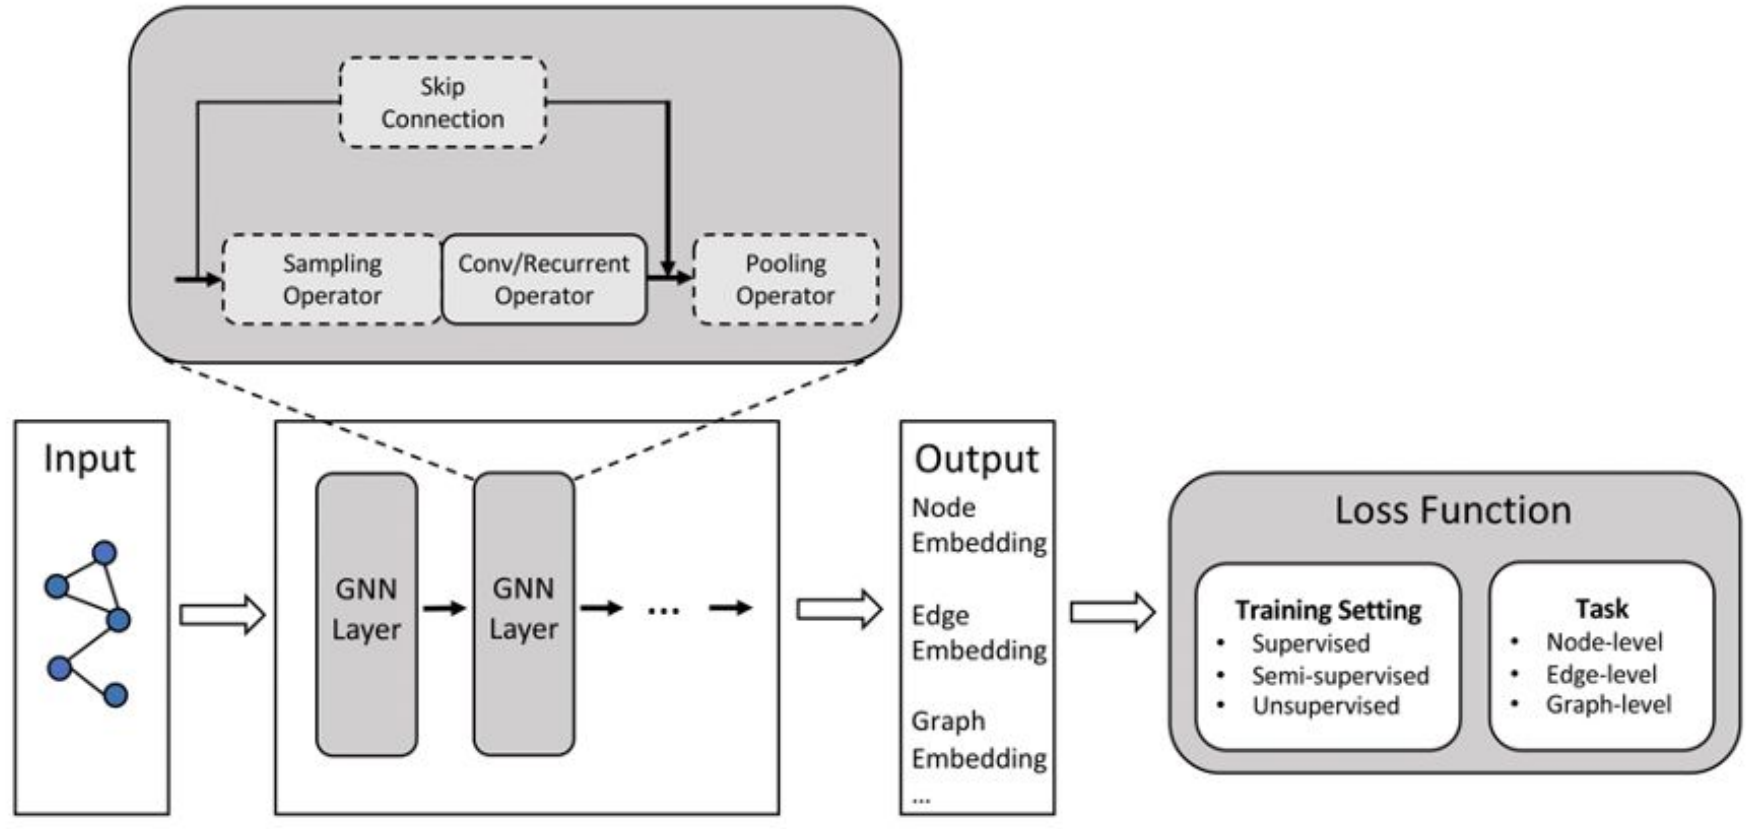 Skip
Connection
Sampling
Operator
Conv/Recurrent
Operator
Pooling
Operator
Input
GNN
Layer
GNN
Layer
...
Output
Node
Embedding
Edge
Embedding
Graph
Embedding
...
Loss Function
Training Setting
• Supervised
• Semi-supervised
• Unsupervised
Task
• Node-level
• Edge-level
• Graph-level